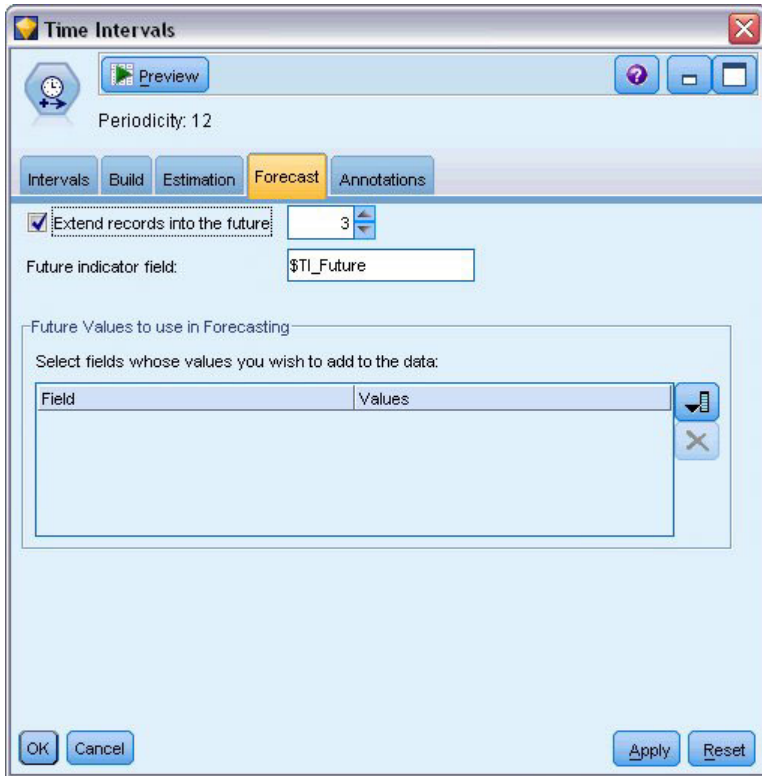 Time Intervals
Preview
Periodicity: 12
Intervals Build Estimation Forecast Annotations
Extend records into the future 3
Future indicator field: $TI_Future
Future Values to use in Forecasting
Select fields whose values you wish to add to the data:
Field Values
OK Cancel Apply Reset